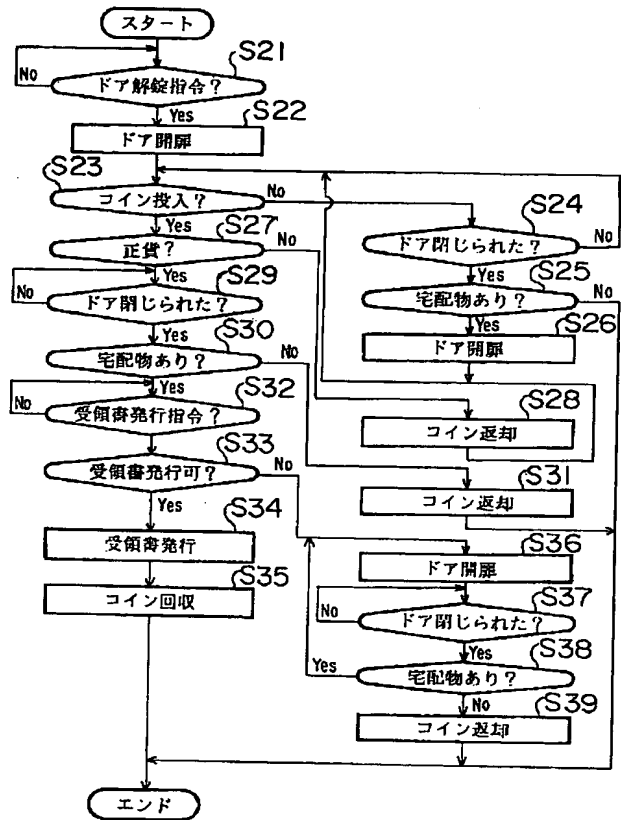 スタート
S21
ドア解錠指令?
No
Yes
S22
ドア開扉
S23
コイン投入?
No
Yes
S27
正貨?
No
Yes
S29
ドア閉じられた?
No
Yes
S30
宅配物あり?
No
Yes
S32
受領書発行指令?
No
S33
受領書発行可?
No
Yes
S34
受領書発行
S35
コイン回収
エンド
S24
ドア閉じられた?
No
Yes
S25
宅配物あり?
No
Yes
S26
ドア開扉
S28
コイン返却
S31
コイン返却
S36
ドア開扉
S37
ドア閉じられた?
No
Yes
S38
宅配物あり?
Yes
No
S39
コイン返却